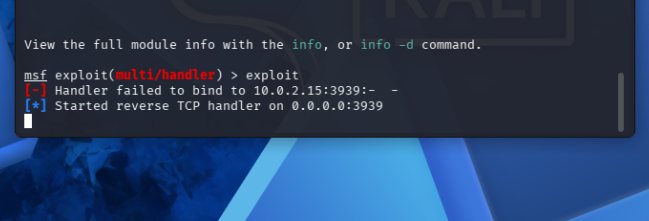 KALI
View the full module info with the info, or info -d command.
msf exploit(multi/handler) > exploit
[-] Handler failed to bind to 10.0.2.15:3939:-  -
[*] Started reverse TCP handler on 0.0.0.0:3939